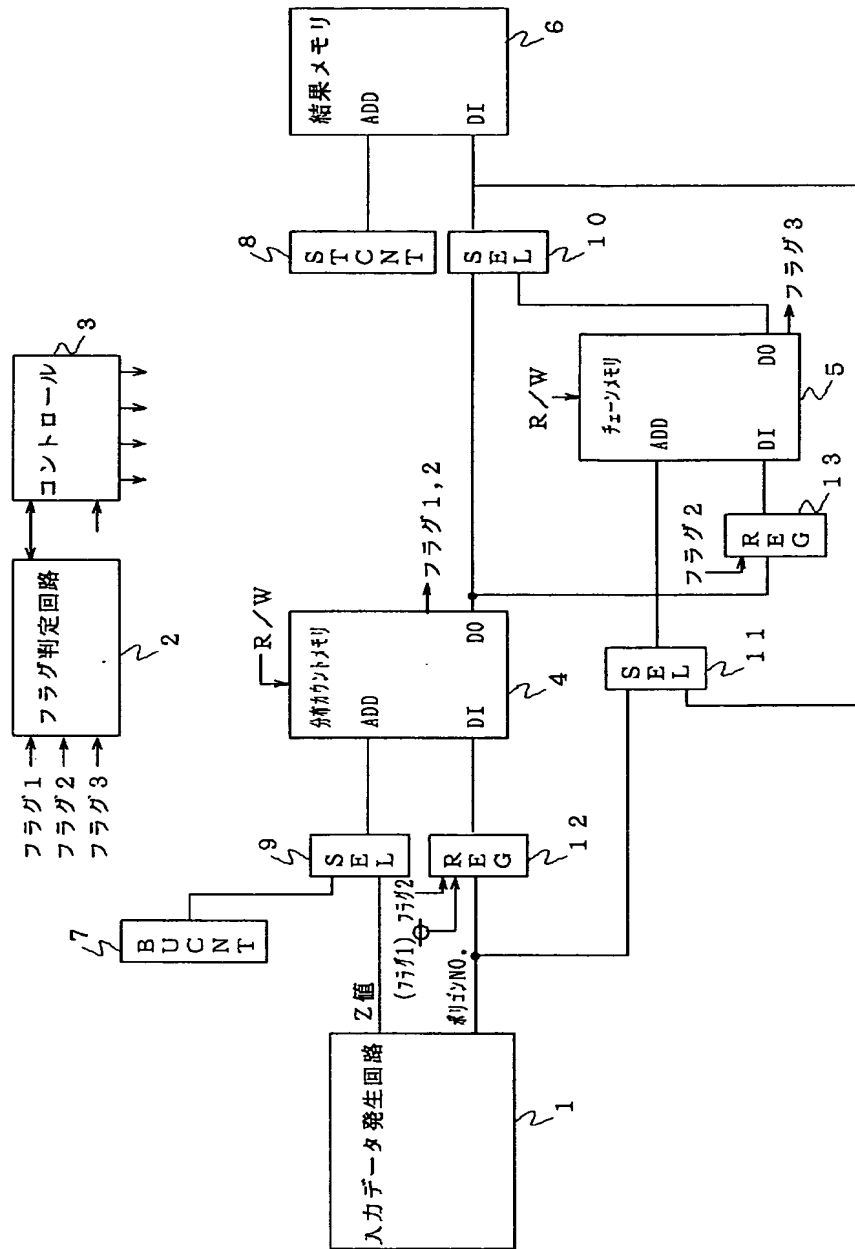 フラグ1
フラグ2
フラグ3
フラグ判定回路
2
コントロール
3
7
BUCNT
9
SEL
Z値
入力データ発生回路
1
ポリゴンNO.
(フラグ1)
フラグ2
REG
12
R/W
分布カウントメモリ
ADD
DI
DO
4
フラグ1,2
8
STCNT
SEL
10
結果メモリ
ADD
DI
6
SEL
11
フラグ2
REG
13
R/W
チェーンメモリ
ADD
DI
DO
5
フラグ3